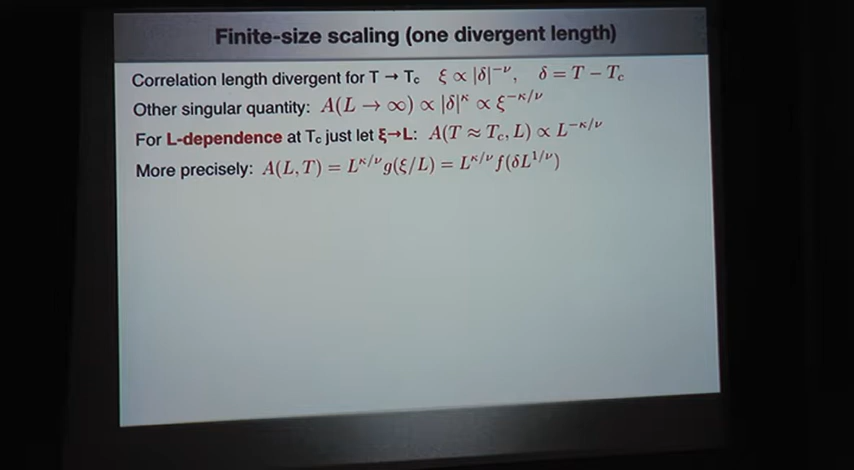 Finite-size scaling (one divergent length)
Correlation length divergent for T → Tc ξ ∝ |δ|^−ν, δ = T − Tc
Other singular quantity: A(L → ∞) ∝ |δ|^κ ∝ ξ^−κ/ν
For L-dependence at Tc just let ξ→L: A(T ≈ Tc, L) ∝ L^−κ/ν
More precisely: A(L, T) = L^κ/ν g(ξ/L) = L^κ/ν f(δL^1/ν)